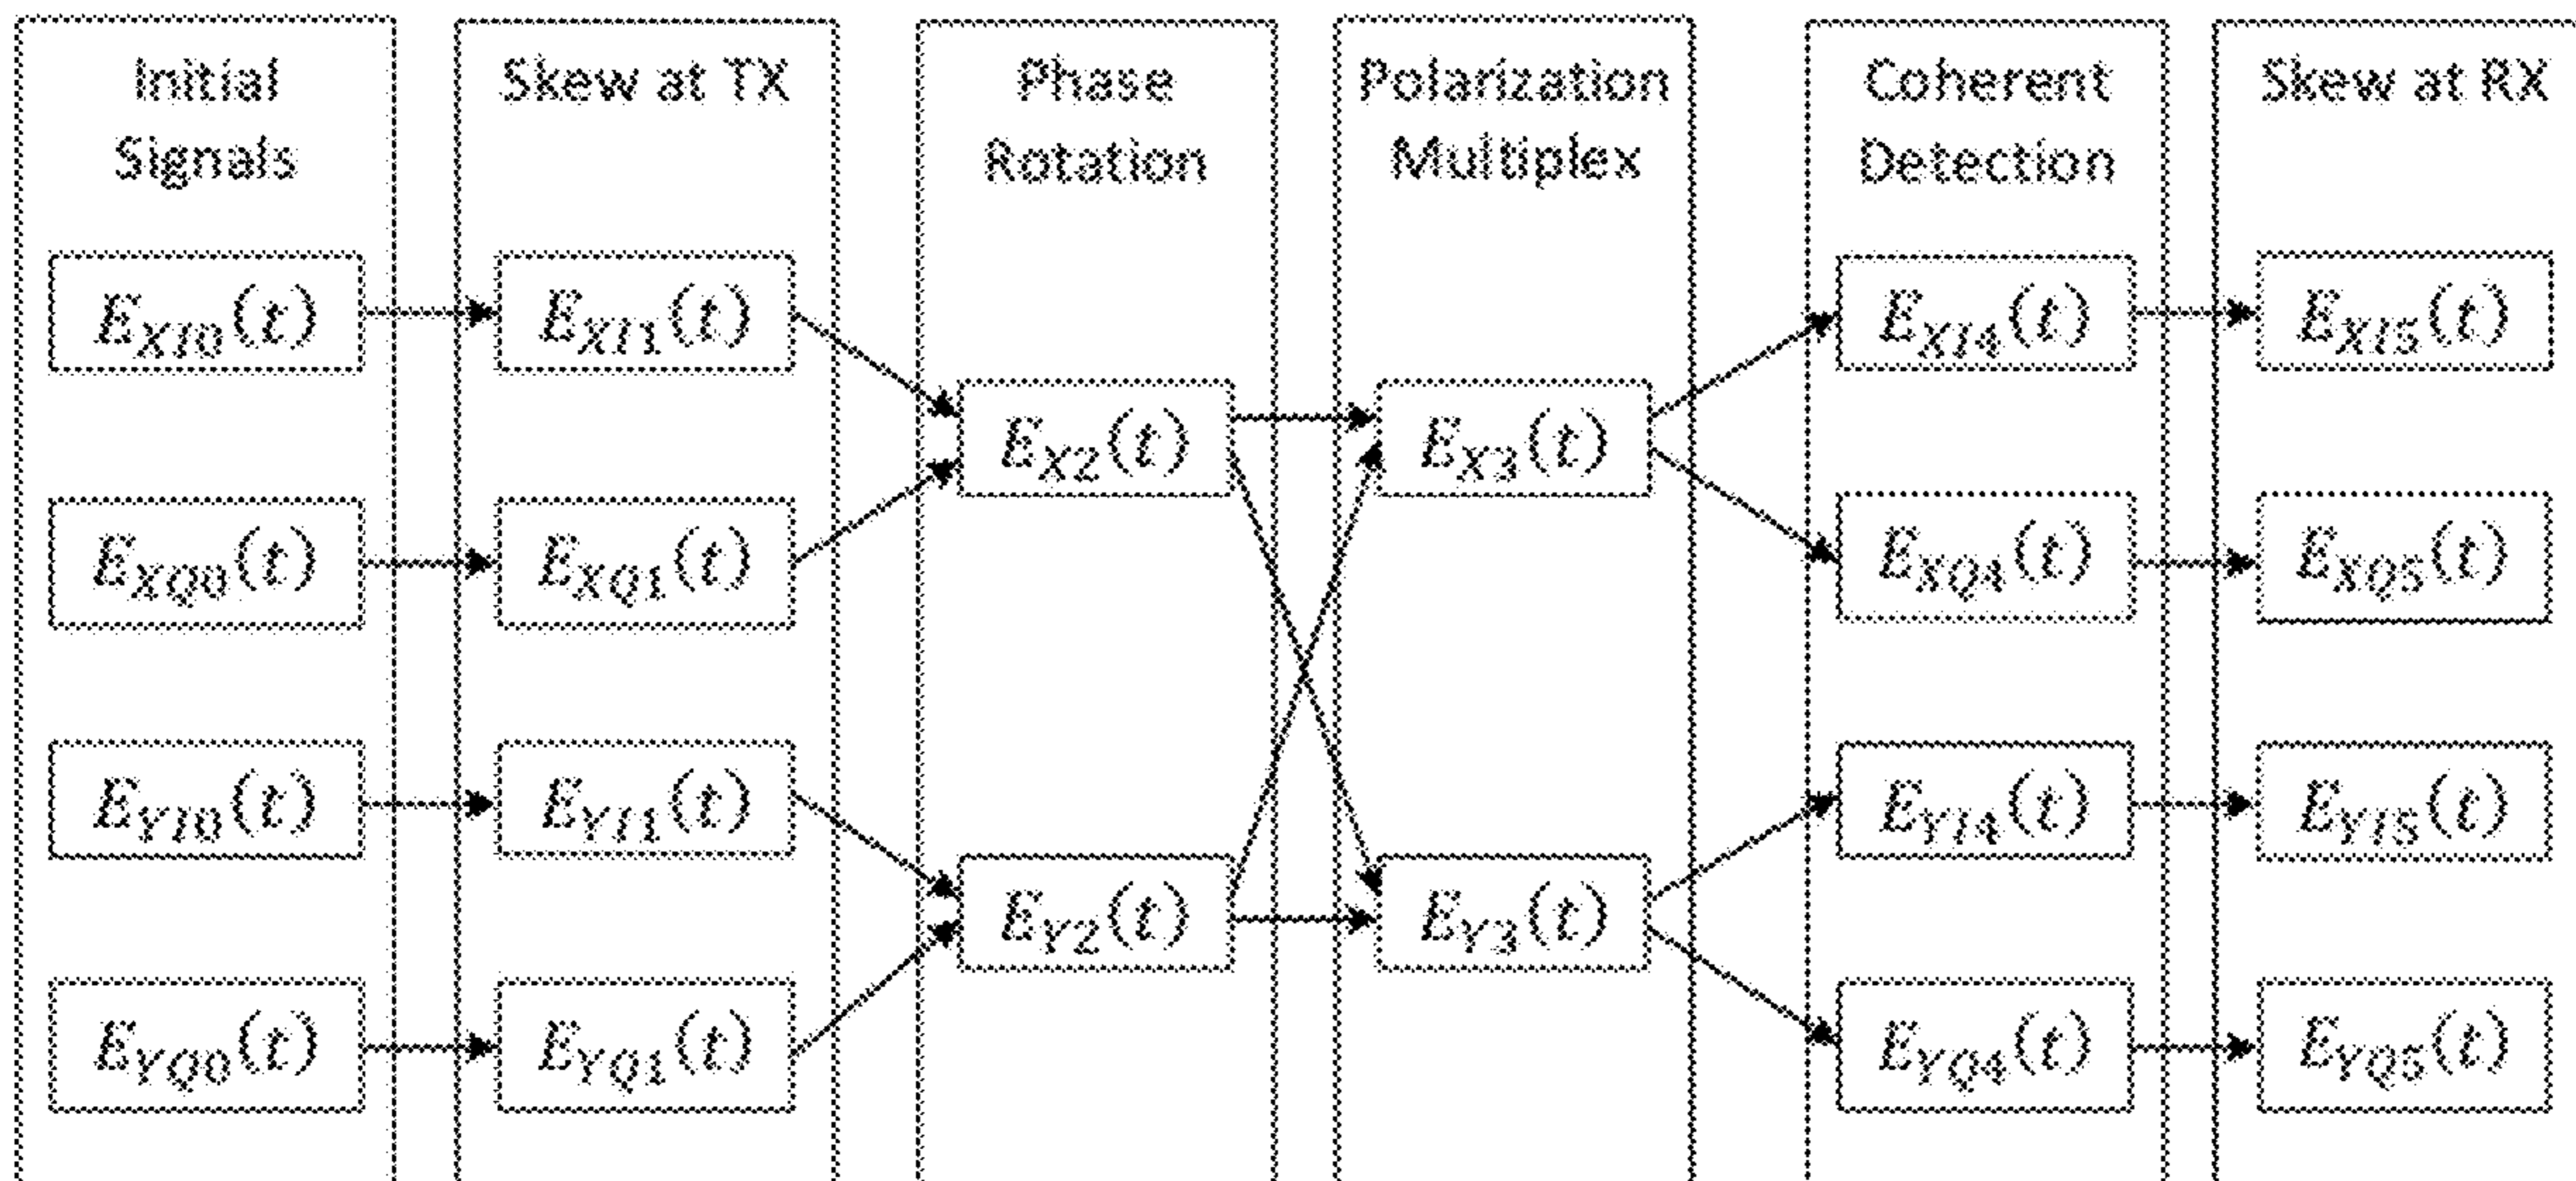 Initial
Signals
Skew at TX
Phase
Rotation
Polarization
Multiplex
Coherent
Detection
Skew at RX
E_{XI0}(t)
E_{XI1}(t)
E_{XI4}(t)
E_{XI5}(t)
E_{X2}(t)
E_{X3}(t)
E_{XQ0}(t)
E_{XQ1}(t)
E_{XQ4}(t)
E_{XQ5}(t)
E_{YI0}(t)
E_{YI1}(t)
E_{YI4}(t)
E_{YI5}(t)
E_{Y2}(t)
E_{Y3}(t)
E_{YQ0}(t)
E_{YQ1}(t)
E_{YQ4}(t)
E_{YQ5}(t)